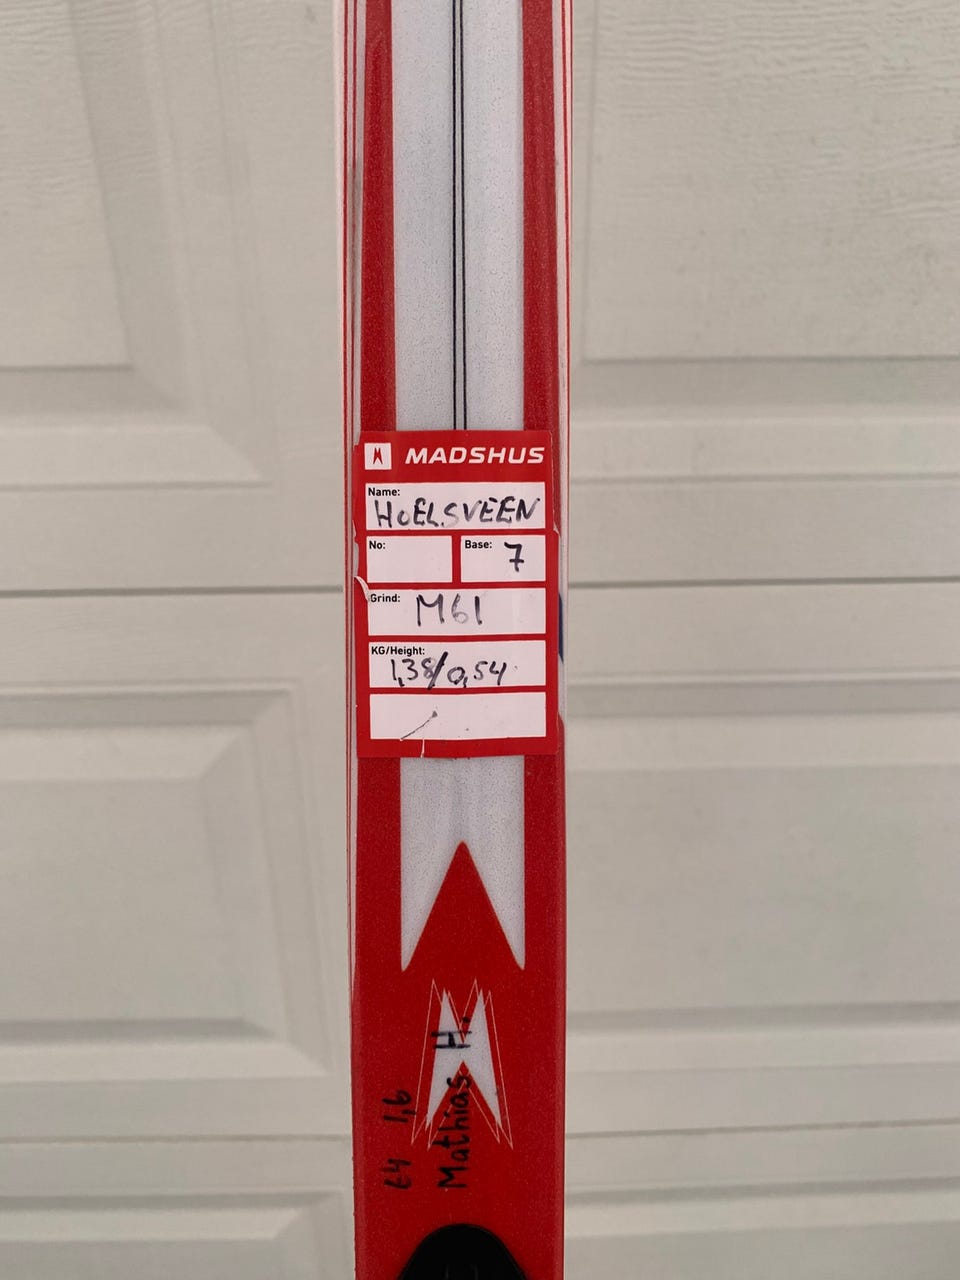 MADSHUS
Name: HOELSVEEN
No:
Base: 7
Grind: M61
KG/Height: 1,38/0,54
64 1,6
Mathias H.